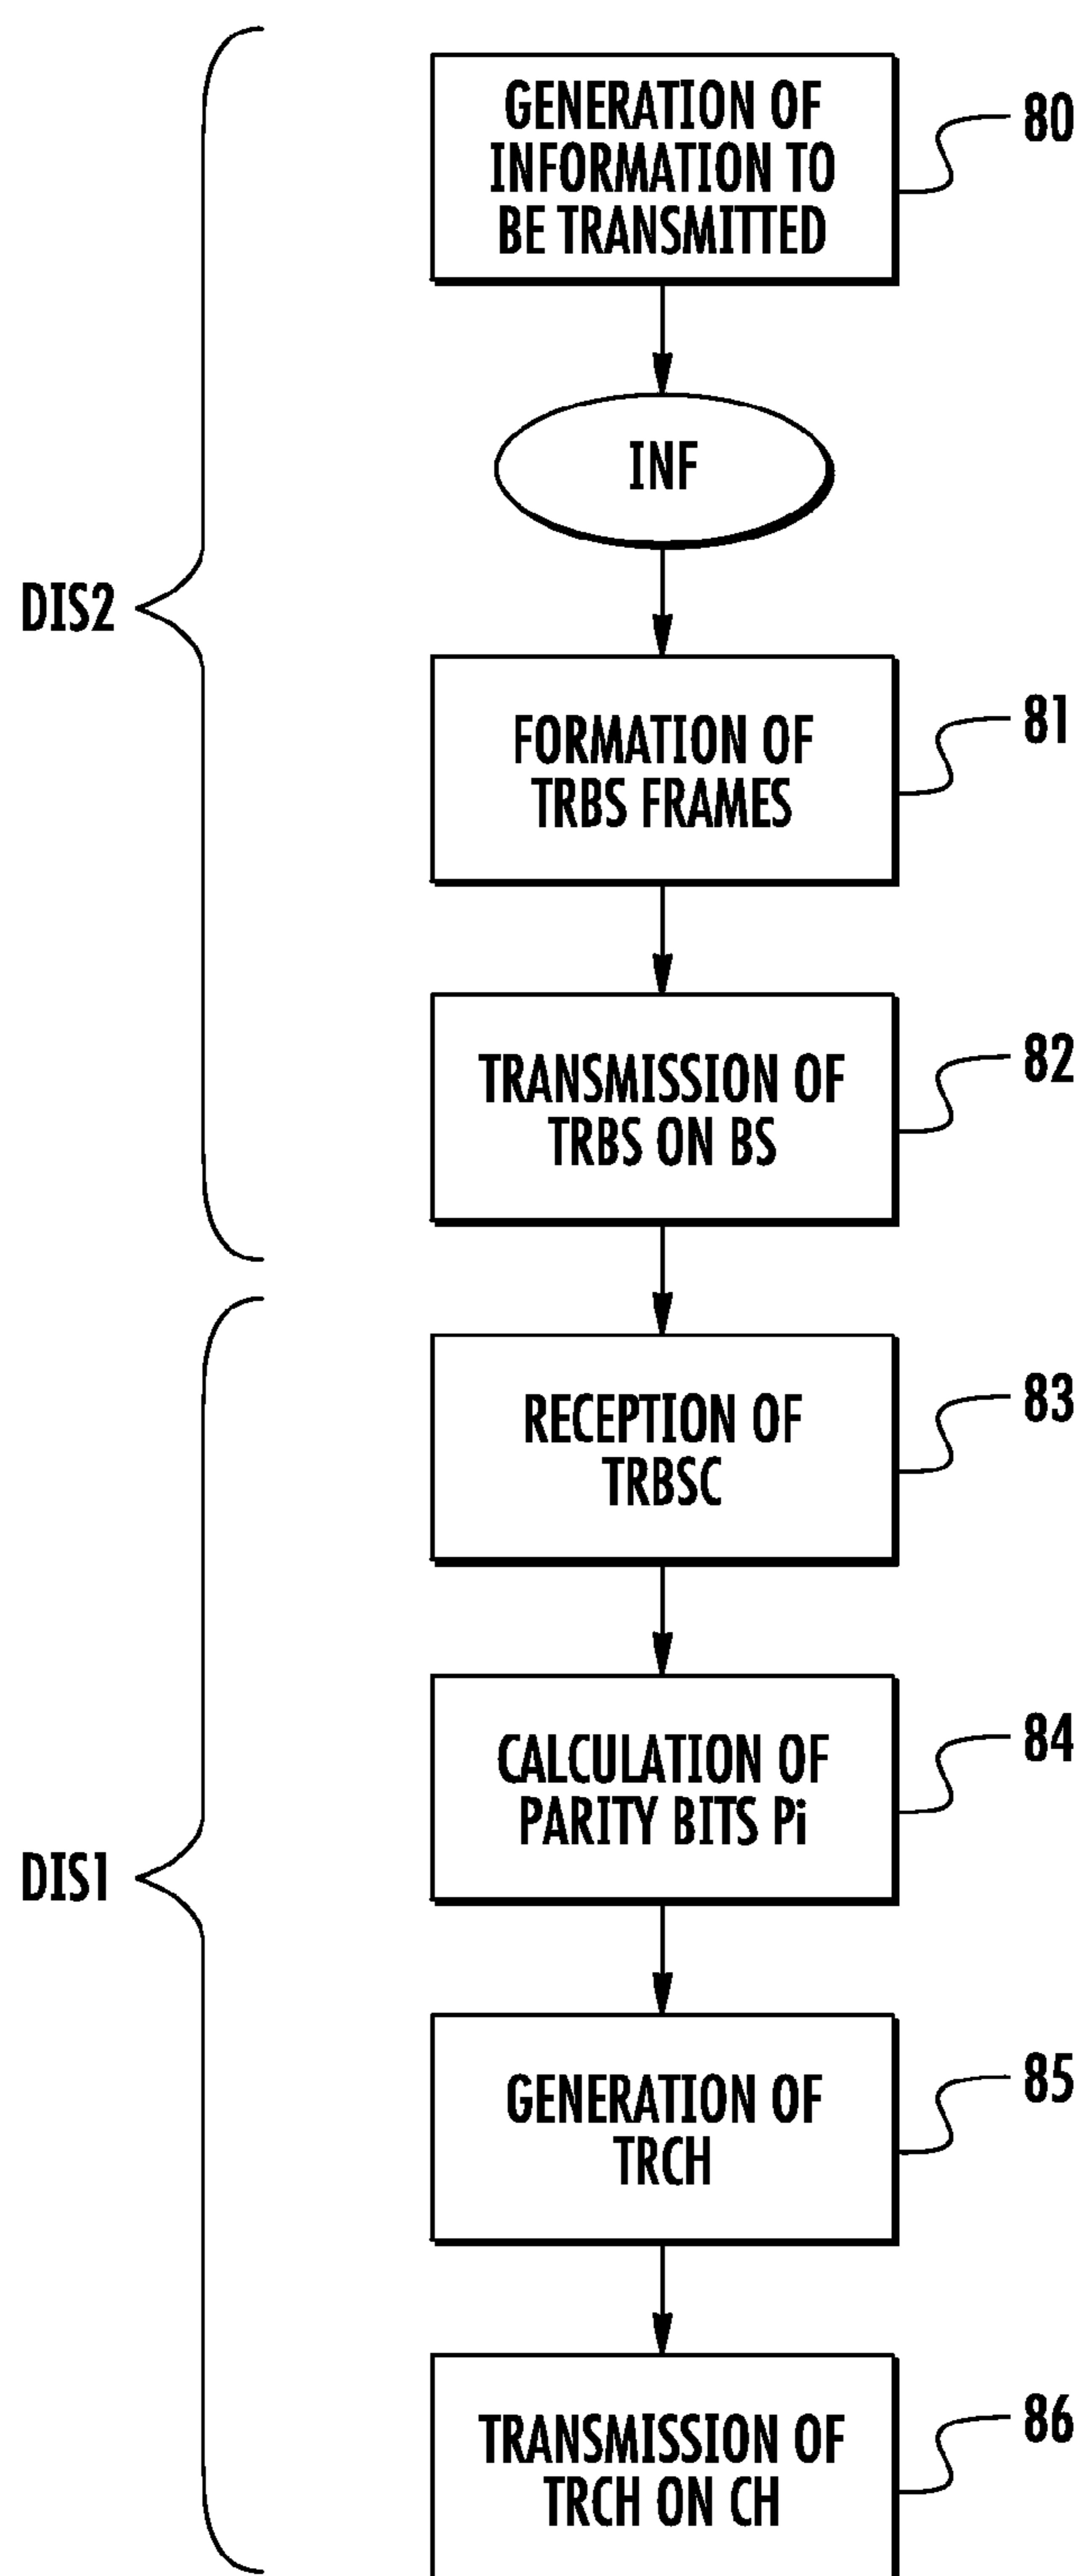 GENERATION OF
INFORMATION TO
BE TRANSMITTED
80
INF
DIS2
FORMATION OF
TRBS FRAMES
81
TRANSMISSION OF
TRBS ON BS
82
RECEPTION OF
TRBSC
83
CALCULATION OF
PARITY BITS Pi
84
DIS1
GENERATION OF
TRCH
85
TRANSMISSION OF
TRCH ON CH
86